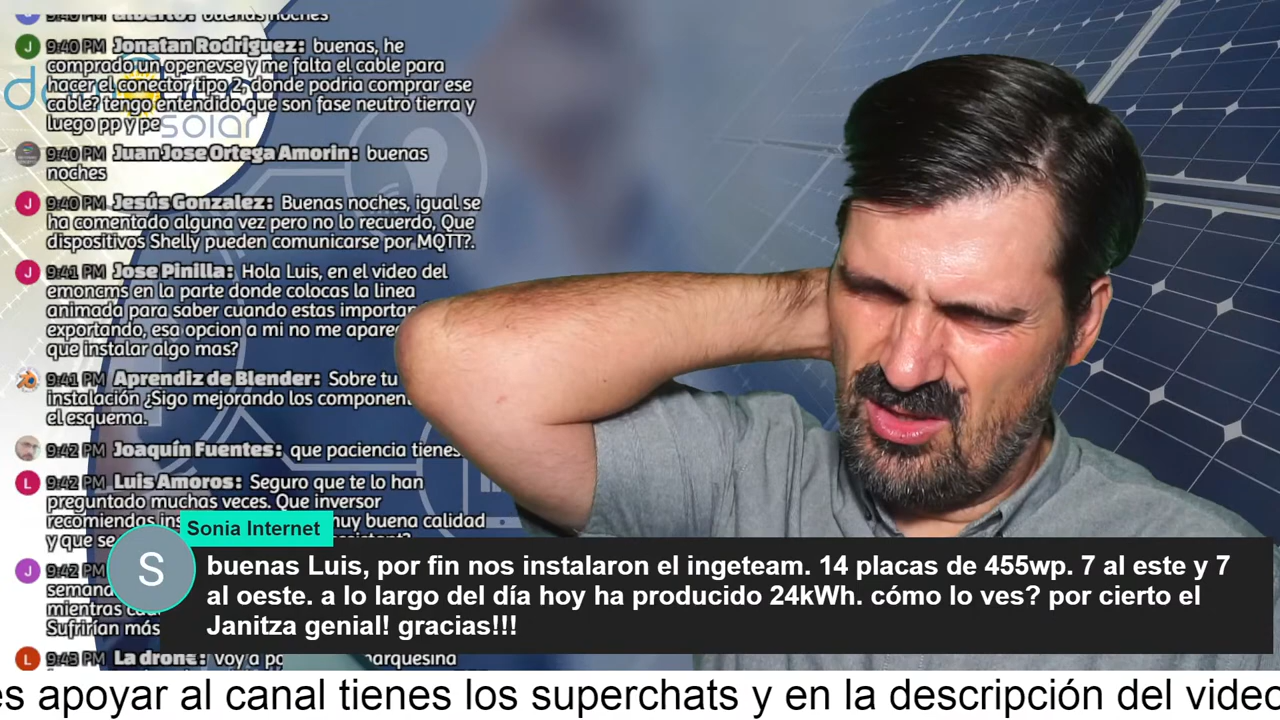 9:40 PM alberto: buenas noches
J 9:40 PM Jonatan Rodriguez: buenas, he
comprado un openevse y me falta el cable para
hacer el conector tipo 2, donde podria comprar ese
cable? tengo entendido que son fase neutro tierra y
luego pp y pe
solar
9:40 PM Juan Jose Ortega Amorin: buenas
noches
J 9:40 PM Jesús Gonzalez: Buenas noches, igual se
ha comentado alguna vez pero no lo recuerdo, Que
dispositivos Shelly pueden comunicarse por MQTT?.
J 9:41 PM Jose Pinilla: Hola Luis, en el video del
emoncms en la parte donde colocas la linea
animada para saber cuando estas importan
exportando, esa opcion a mi no me apare
que instalar algo mas?
9:41 PM Aprendiz de Blender: Sobre tu
instalación ¿Sigo mejorando los component
el esquema.
9:42 PM Joaquín Fuentes: que paciencia tienes
L 9:42 PM Luis Amoros: Seguro que te lo han
preguntado muchas veces. Que inversor
recomiendas ins muy buena calidad
y que se
J 9:42 PM
semana
mientras
Sufrirían más
L 9:43 PM La drone: Voy a po marquesina
Sonia Internet
S
buenas Luis, por fin nos instalaron el ingeteam. 14 placas de 455wp. 7 al este y 7
al oeste. a lo largo del día hoy ha producido 24kWh. cómo lo ves? por cierto el
Janitza genial! gracias!!!
es apoyar al canal tienes los superchats y en la descripción del video